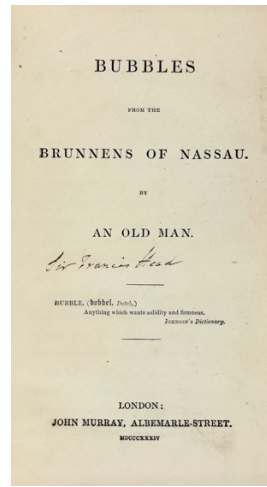 BUBBLES
FROM THE
BRUNNENS OF NASSAU.
BY
AN OLD MAN.
Sir Francis Head
BUBBLE, (bobbel, Dutch,)
Anything which wants solidity and firmness.
JOHNSON'S Dictionary.
LONDON:
JOHN MURRAY, ALBEMARLE-STREET.
MDCCCXXXIV